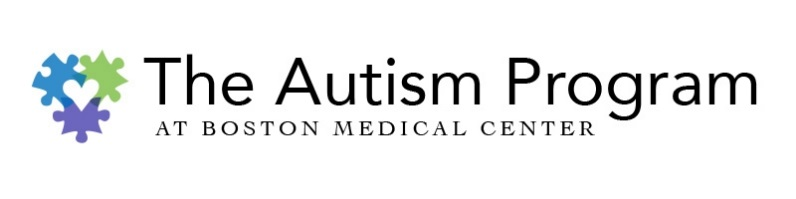 The Autism Program
AT BOSTON MEDICAL CENTER